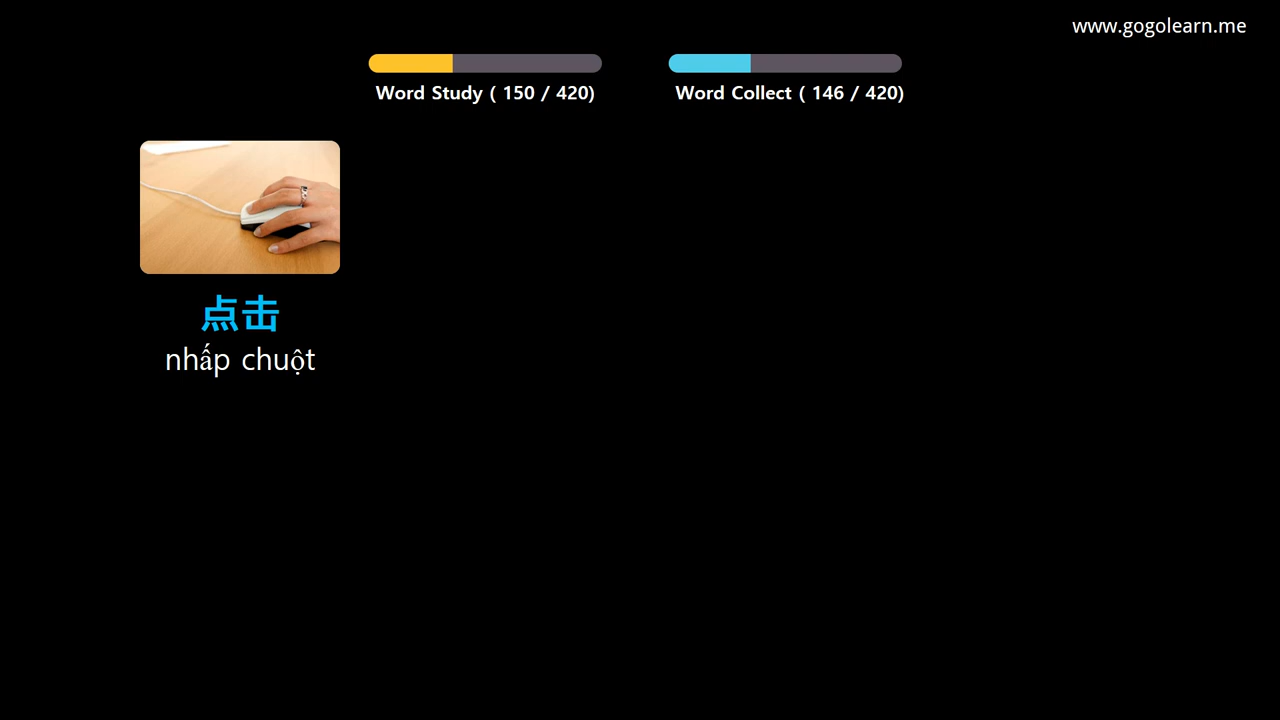 www.gogolearn.me
Word Study ( 150 / 420)
Word Collect ( 146 / 420)
点击
nhấp chuột